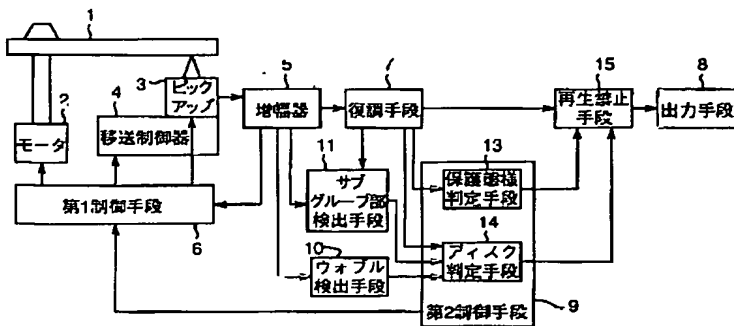 1
5
7
15
8
3
ピック
アップ
4
増幅器
復調手段
再生禁止
手段
出力手段
2
モータ
移送制御器
11
サブ
グループ部
検出手段
13
保護態様
判定手段
第1制御手段
6
10
ウォブル
検出手段
14
ディスク
判定手段
第2制御手段
9